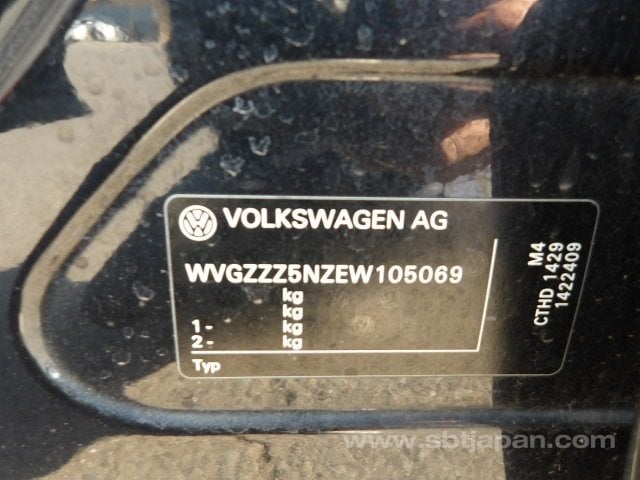 VOLKSWAGEN AG
WVGZZZ5NZEW105069
kg
kg
1- kg
2- kg
Typ
M4
CTHD 1429
1422409
www.sbtjapan.com